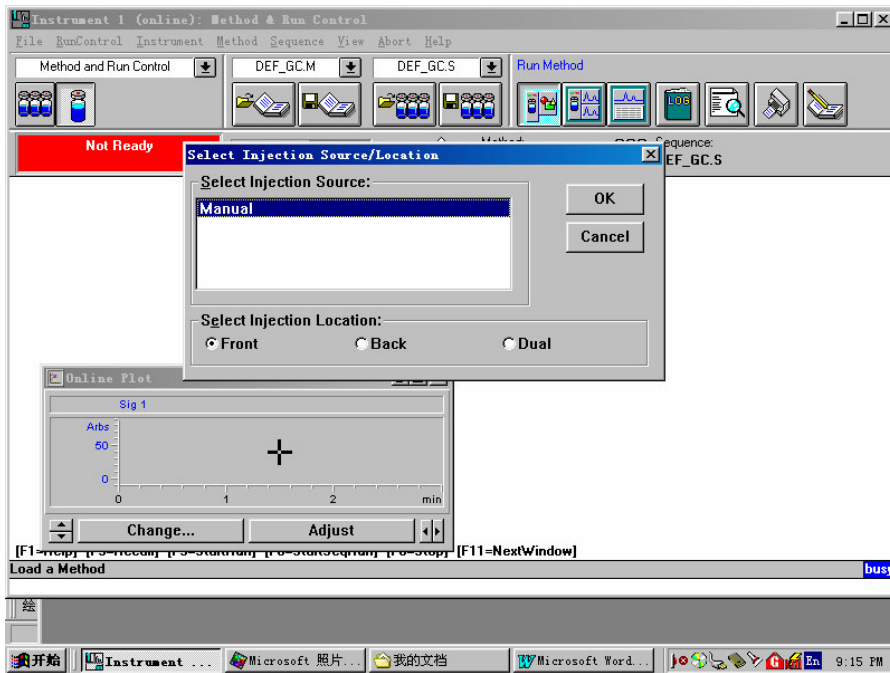 Instrument 1 (online): Method & Run Control
File RunControl Instrument Method Sequence View Abort Help
Method and Run Control
DEF_GC.M
DEF_GC.S
Run Method
LOG
Not Ready
Sequence:
DEF_GC.S
Select Injection Source/Location
Select Injection Source:
Manual
OK
Cancel
Select Injection Location:
Front Back Dual
Online Plot
Sig 1
Arbs
50
0
0 1 2 min
Change... Adjust
[F11=NextWindow]
Load a Method
busy
绘
开始 Instrument ... Microsoft 照片... 我的文档 Microsoft Word... En 9:15 PM